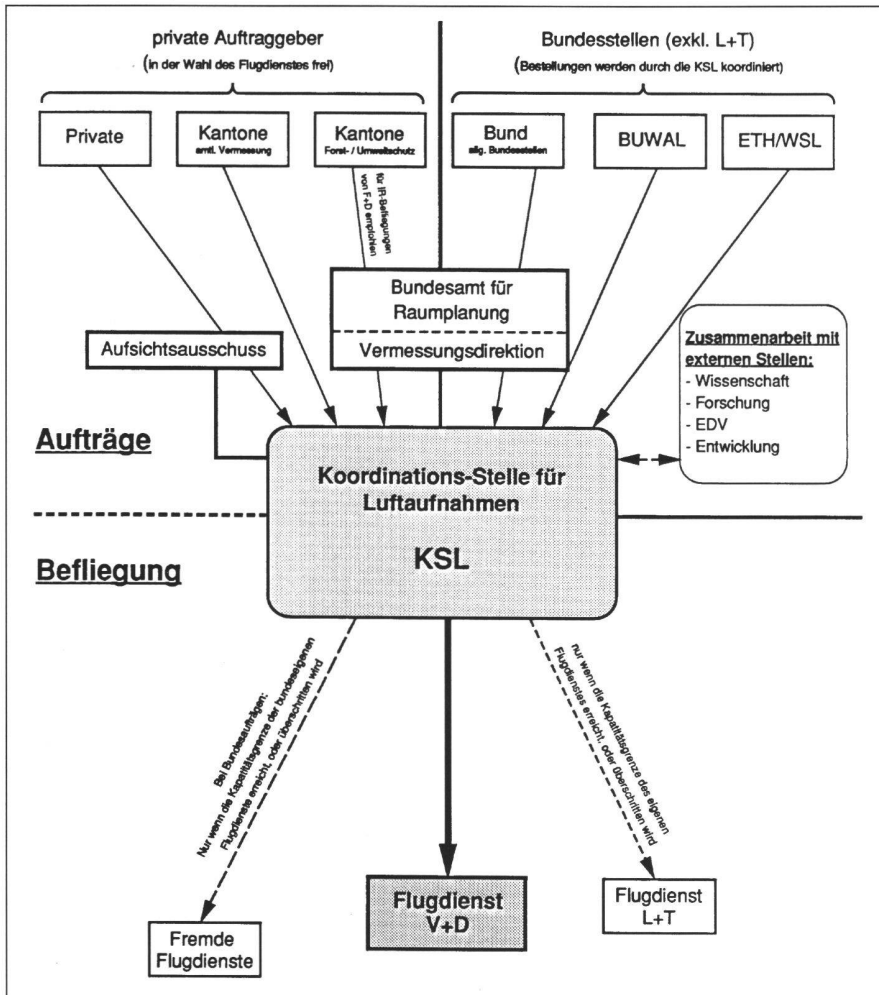 private Auftraggeber
(in der Wahl des Flugdienstes frei)
Bundesstellen (exkl. L+T)
(Bestellungen werden durch die KSL koordiniert)
Private
Kantone
amtl. Vermessung
Kantone
Forst- / Umweltschutz
Bund
allg. Bundesstellen
BUWAL
ETH/WSL
für IR-Befliegungen
von F+D empfohlen
Bundesamt für
Raumplanung
Vermessungsdirektion
Aufsichtsausschuss
Zusammenarbeit mit
externen Stellen:
- Wissenschaft
- Forschung
- EDV
- Entwicklung
Aufträge
Koordinations-Stelle für
Luftaufnahmen
KSL
Befliegung
Bei Bundesaufträgen:
Nur wenn die Kapatitätsgrenze der bundeseigenen
Flugdienste erreicht, oder überschritten wird
nur wenn die Kapatitätsgrenze des eigenen
Flugdienstes erreicht, oder überschritten wird
Fremde
Flugdienste
Flugdienst
V+D
Flugdienst
L+T